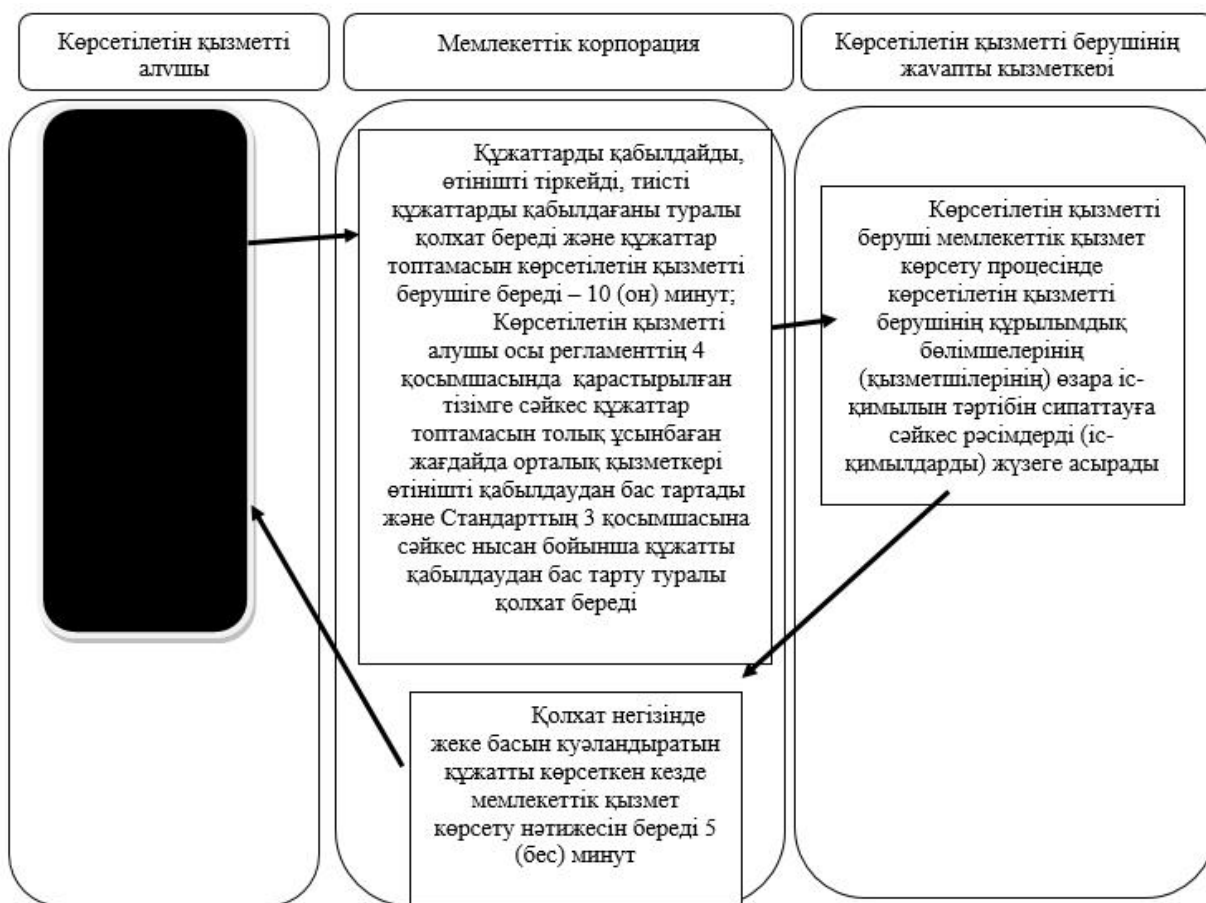 Көрсетілетін қызметті
алушы
Мемлекеттік корпорация
Көрсетілетін қызметті берушінің
жауапты қызметкері
Құжаттарды қабылдайды,
өтінішті тіркейді, тиісті
құжаттарды қабылдағаны туралы
қолхат береді және құжаттар
топтамасын көрсетілетін қызметті
берушіге береді – 10 (он) минут;
Көрсетілетін қызметті
алушы осы регламенттің 4
қосымшасында қарастырылған
тізімге сәйкес құжаттар
топтамасын толық ұсынбаған
жағдайда орталық қызметкері
өтінішті қабылдаудан бас тартады
және Стандарттың 3 қосымшасына
сәйкес нысан бойынша құжатты
қабылдаудан бас тарту туралы
қолхат береді
Көрсетілетін қызметті
беруші мемлекеттік қызмет
көрсету процесінде
көрсетілетін қызметті
берушінің құрылымдық
бөлімшелерінің
(қызметшілерінің) өзара іс-
қимылын тәртібін сипаттауға
сәйкес рәсімдерді (іс-
қимылдарды) жүзеге асырады
Қолхат негізінде
жеке басын куәландыратын
құжатты көрсеткен кезде
мемлекеттік қызмет
көрсету нәтижесін береді 5
(бес) минут